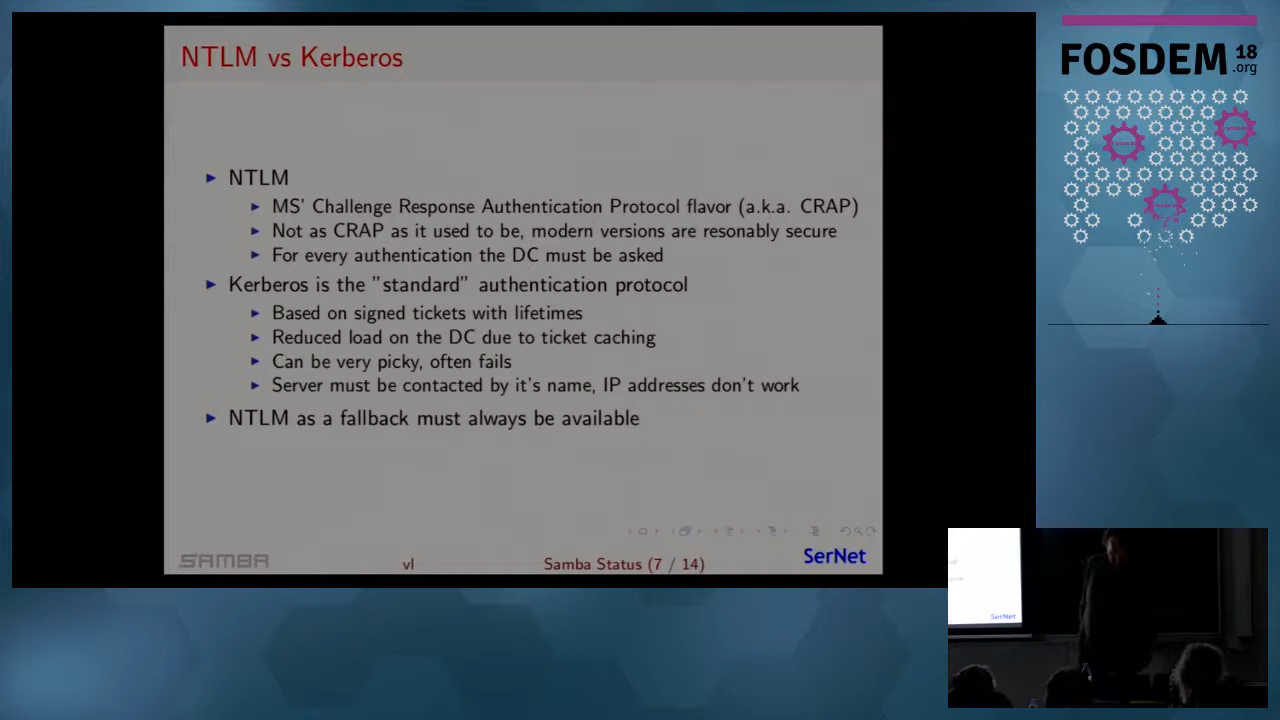 NTLM vs Kerberos
NTLM
MS' Challenge Response Authentication Protocol flavor (a.k.a. CRAP)
Not as CRAP as it used to be, modern versions are resonably secure
For every authentication the DC must be asked
Kerberos is the "standard" authentication protocol
Based on signed tickets with lifetimes
Reduced load on the DC due to ticket caching
Can be very picky, often fails
Server must be contacted by it's name, IP addresses don't work
NTLM as a fallback must always be available
SAMBA
vl
Samba Status (7 / 14)
SerNet
FOSDEM 18
.org
SerNet